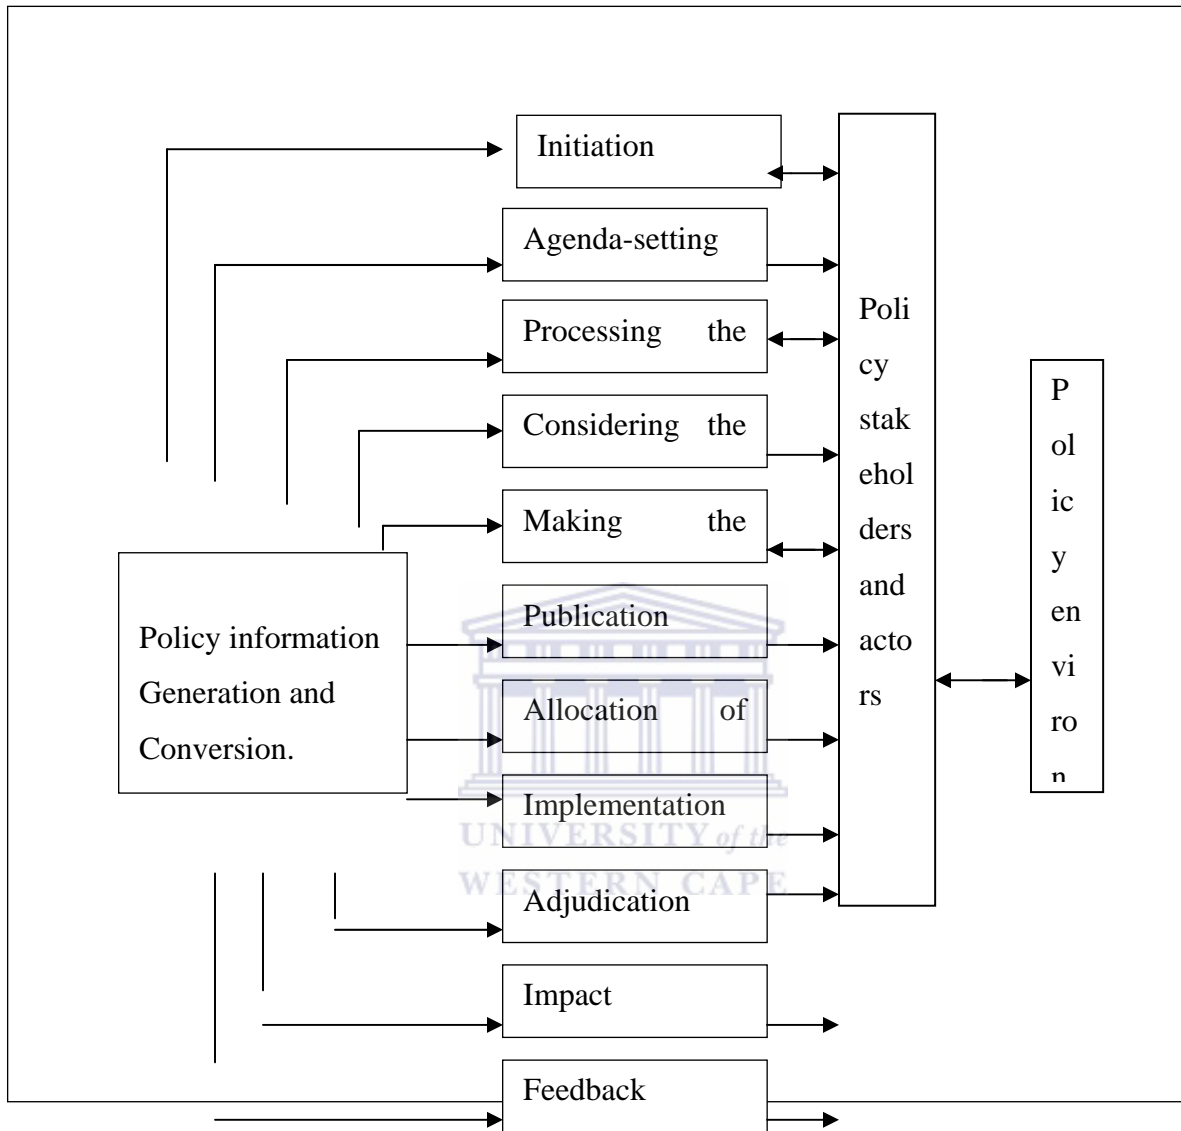 Initiation
Agenda-setting
Processing the
Considering the
Making the
Publication
Allocation of
Implementation
Adjudication
Impact
Feedback
Policy information
Generation and
Conversion.
Poli
cy
stak
ehol
ders
and
acto
rs
P
ol
ic
y
en
vi
ro
n
UNIVERSITY of the
WESTERN CAPE